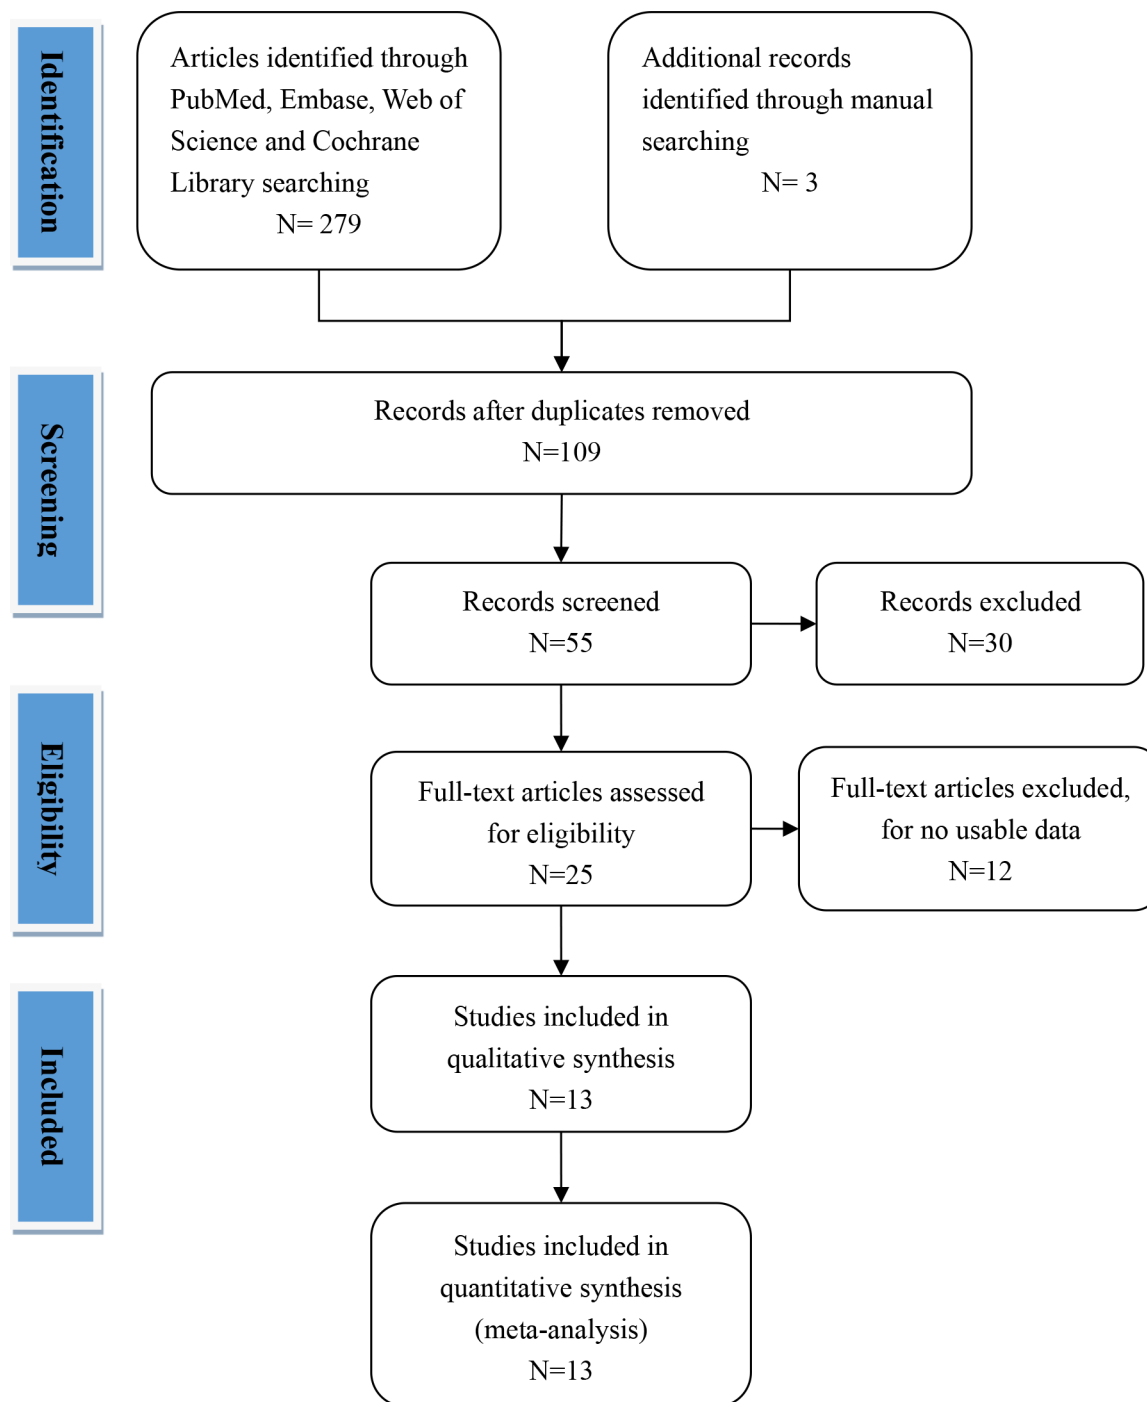 Identification
Articles identified through
PubMed, Embase, Web of
Science and Cochrane
Library searching
N= 279
Additional records
identified through manual
searching
N= 3
Screening
Records after duplicates removed
N=109
Records screened
N=55
Records excluded
N=30
Eligibility
Full-text articles assessed
for eligibility
N=25
Full-text articles excluded,
for no usable data
N=12
Included
Studies included in
qualitative synthesis
N=13
Studies included in
quantitative synthesis
(meta-analysis)
N=13